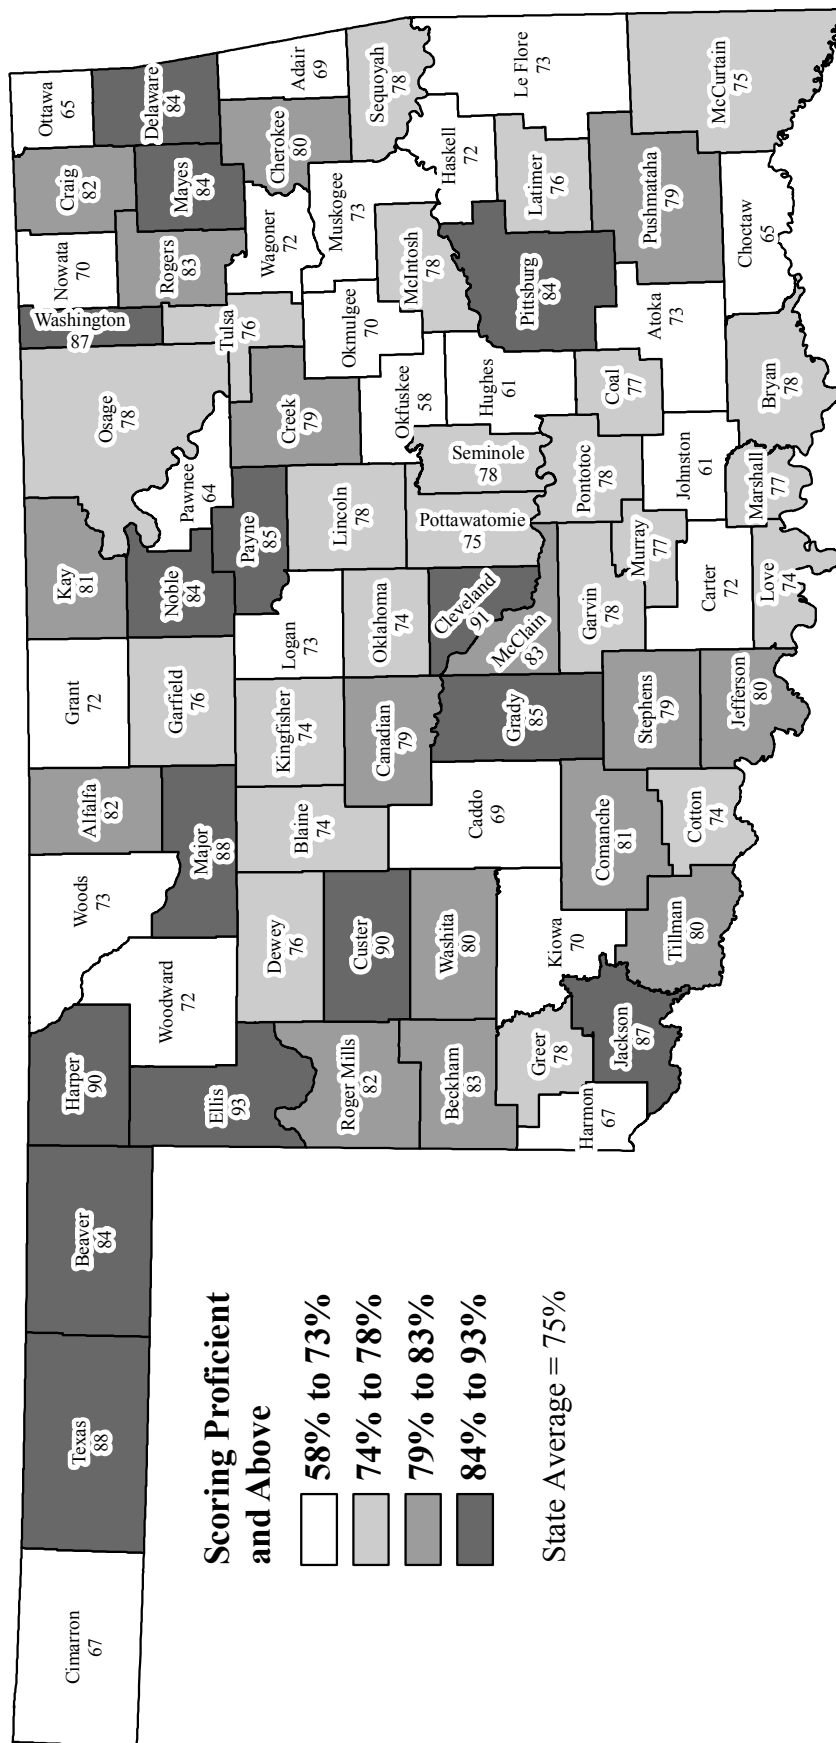 Cimarron
67
Texas
88
Beaver
84
Harper
90
Woods
73
Alfalfa
82
Grant
72
Kay
81
Osage
78
Washington
87
Nowata
70
Craig
82
Ottawa
65
Ellis
93
Woodward
72
Major
88
Garfield
76
Noble
84
Pawnee
64
Rogers
83
Mayes
84
Delaware
84
Roger Mills
82
Dewey
76
Blaine
74
Kingfisher
74
Logan
73
Payne
85
Creek
79
Tulsa
76
Wagoner
72
Cherokee
80
Adair
69
Custer
90
Canadian
79
Oklahoma
74
Lincoln
78
Okfuskee
58
Okmulgee
70
Muskogee
73
Sequoyah
78
Beckham
83
Washita
80
Caddo
69
Grady
85
Cleveland
91
McClain
83
Pottawatomie
75
Seminole
78
Hughes
61
McIntosh
78
Haskell
72
Le Flore
73
Pittsburg
84
Latimer
76
Harmon
67
Greer
78
Kiowa
70
Jackson
87
Comanche
81
Tillman
80
Cotton
74
Stephens
79
Jefferson
80
Garvin
78
Murray
77
Carter
72
Love
74
Pontotoc
78
Johnston
61
Marshall
77
Coal
77
Atoka
73
Bryan
78
Pushmataha
79
Choctaw
65
McCurtain
75
Scoring Proficient
and Above
58% to 73%
74% to 78%
79% to 83%
84% to 93%
State Average = 75%